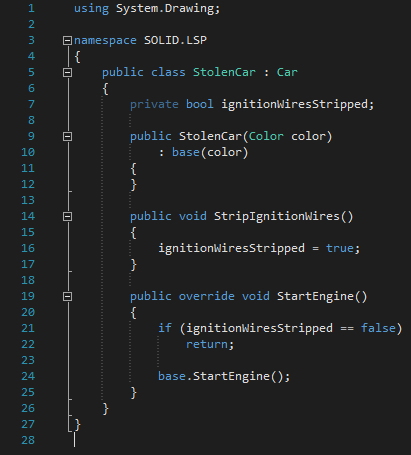 1 using System.Drawing;
2
3 namespace SOLID.LSP
4 {
5     public class StolenCar : Car
6     {
7         private bool ignitionWiresStripped;
8
9         public StolenCar(Color color)
10             : base(color)
11         {
12         }
13
14         public void StripIgnitionWires()
15         {
16             ignitionWiresStripped = true;
17         }
18
19         public override void StartEngine()
20         {
21             if (ignitionWiresStripped == false)
22                 return;
23
24             base.StartEngine();
25         }
26     }
27 }
28